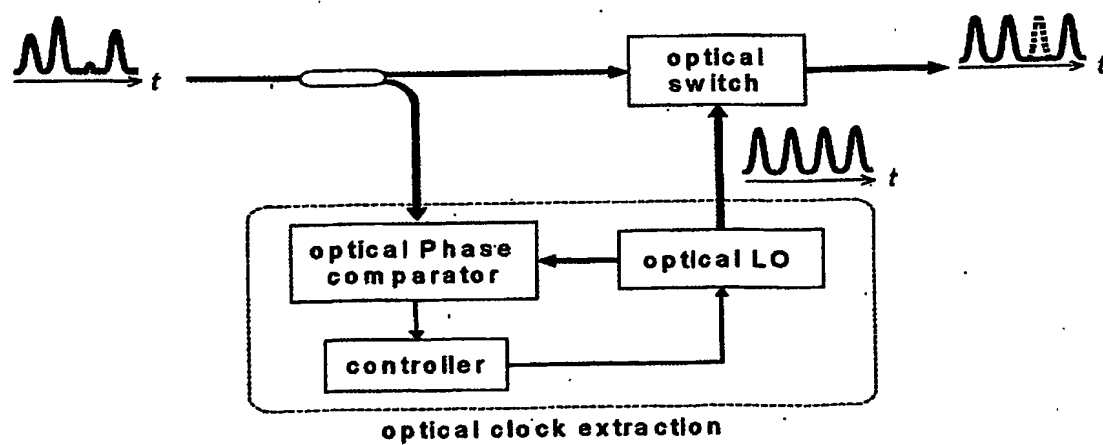 t
optical
switch
t
t
optical Phase
comparator
optical LO
controller
optical clock extraction